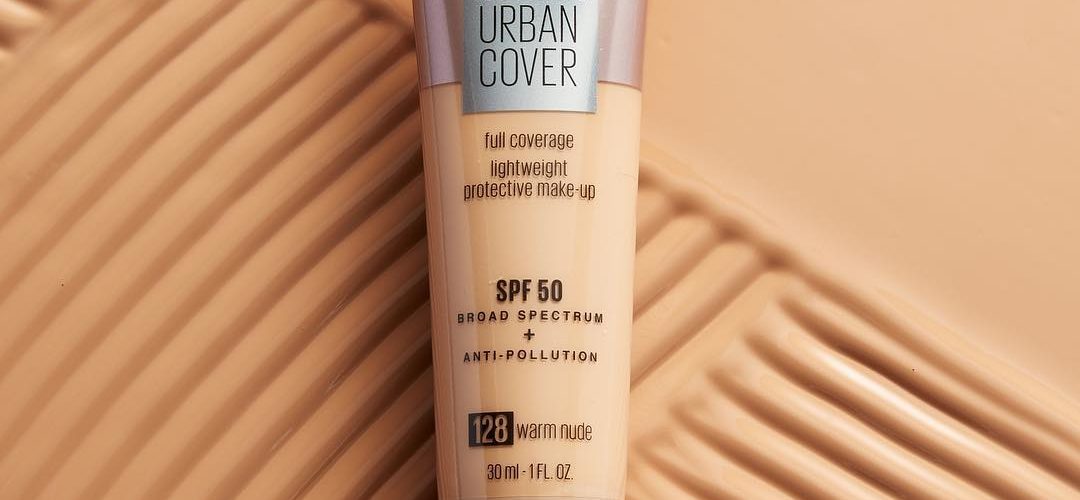 URBAN
COVER
full coverage
lightweight
protective make-up
SPF 50
BROAD SPECTRUM
+
ANTI-POLLUTION
128 warm nude
30 ml - 1 FL. OZ.